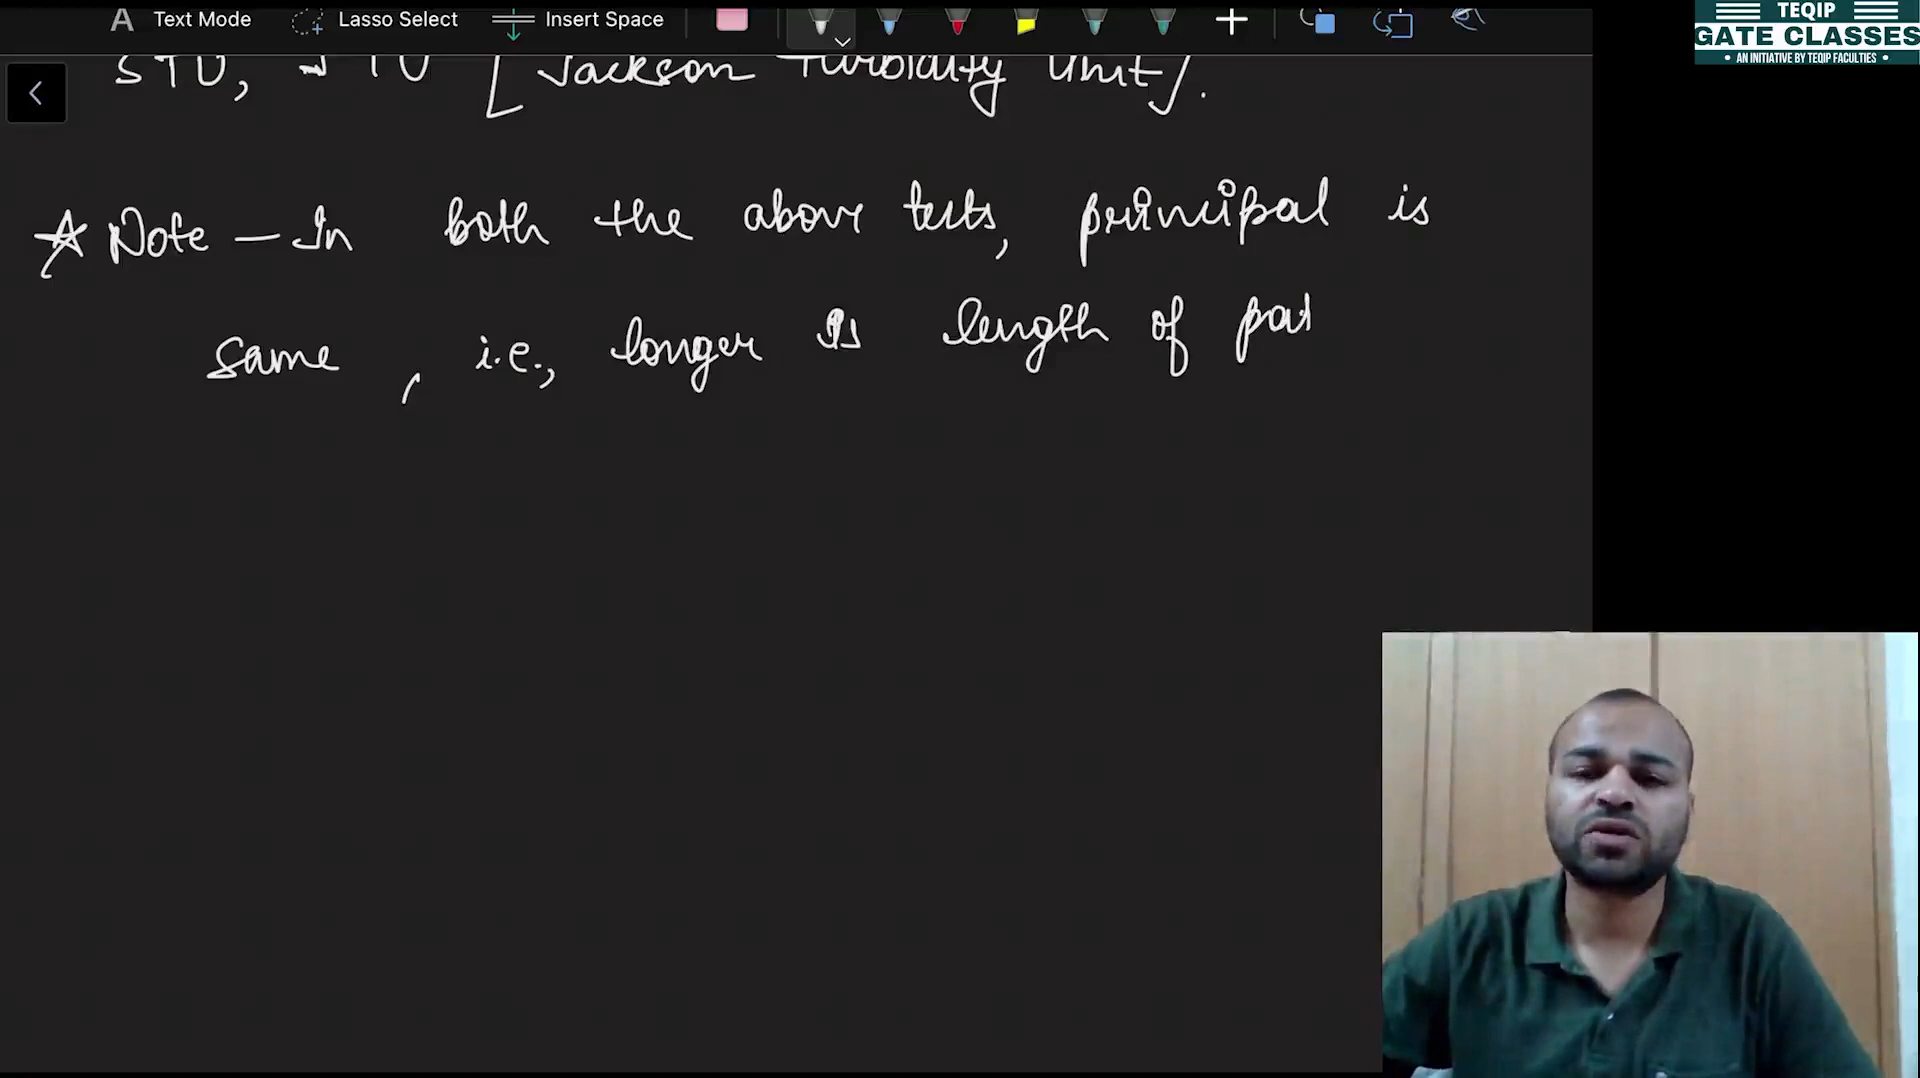 Text Mode Lasso Select Insert Space
TEQIP
GATE CLASSES
• AN INITIATIVE BY TEQIP FACULTIES •
STU, JTU [Jackson Turbidity Unit].
Note - In both the above tests, principal is
same, i.e., longer is length of pat